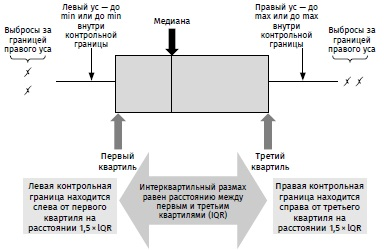 Левый ус — до
min или до min
внутри
контрольной
границы
Выбросы за
границей
правого уса
Медиана
Правый ус — до
max или до max
внутри
контрольной
границы
Выбросы за
границей
правого уса
Первый
квартиль
Третий
квартиль
Левая контрольная
граница находится
слева от первого
квартиля на
расстоянии 1,5 × IQR
Интерквартильный размах
равен расстоянию между
первым и третьим
квартилями (IQR)
Правая контрольная
граница находится
справа от третьего
квартиля на
расстоянии 1,5 × IQR